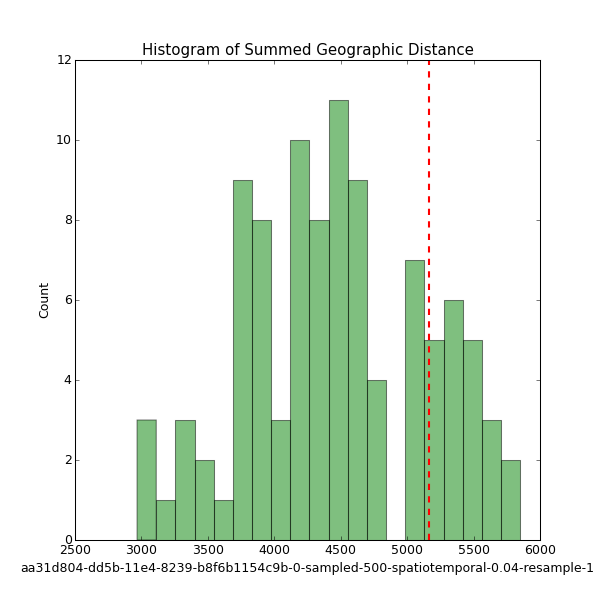 Histogram of Summed Geographic Distance
12
10
8
6
4
2
0
Count
2500 3000 3500 4000 4500 5000 5500 6000
aa31d804-dd5b-11e4-8239-b8f6b1154c9b-0-sampled-500-spatiotemporal-0.04-resample-1